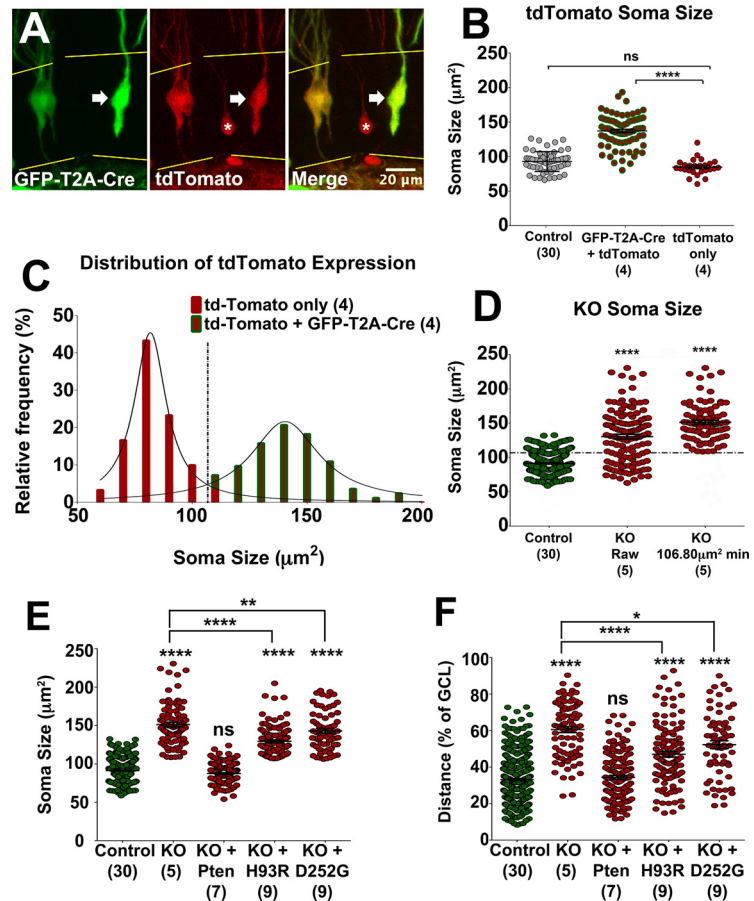 A
GFP-T2A-Cre
tdTomato
*
Merge
*
20 μm
B
tdTomato Soma Size
Soma Size (μm²)
250
200
150
100
50
0
ns
****
Control
(30)
GFP-T2A-Cre
+ tdTomato
(4)
tdTomato
only
(4)
C
Distribution of tdTomato Expression
td-Tomato only (4)
td-Tomato + GFP-T2A-Cre (4)
Relative frequency (%)
50
40
30
20
10
0
50
100
150
200
Soma Size (μm²)
D
KO Soma Size
Soma Size (μm²)
250
200
150
100
50
0
****
****
Control
(30)
KO
Raw
(5)
KO
106.80μm² min
(5)
E
Soma Size (μm²)
250
200
150
100
50
0
**
****
****
ns
****
****
Control
(30)
KO
(5)
KO +
Pten
(7)
KO +
H93R
(9)
KO +
D252G
(9)
F
Distance (% of GCL)
100
80
60
40
20
0
*
****
****
ns
****
****
Control
(30)
KO
(5)
KO +
Pten
(7)
KO +
H93R
(9)
KO +
D252G
(9)